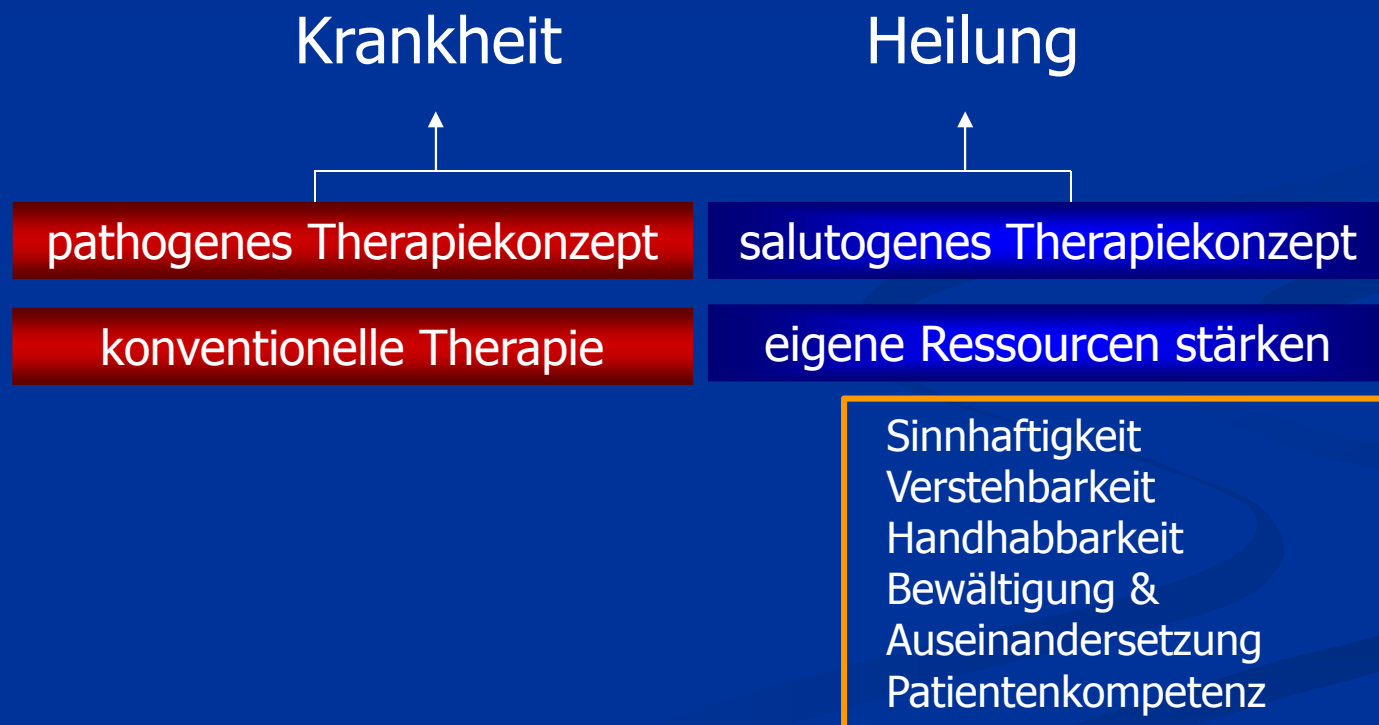 Krankheit Heilung
pathogenes Therapiekonzept salutogenes Therapiekonzept
konventionelle Therapie eigene Ressourcen stärken
Sinnhaftigkeit
Verstehbarkeit
Handhabbarkeit
Bewältigung &
Auseinandersetzung
Patientenkompetenz